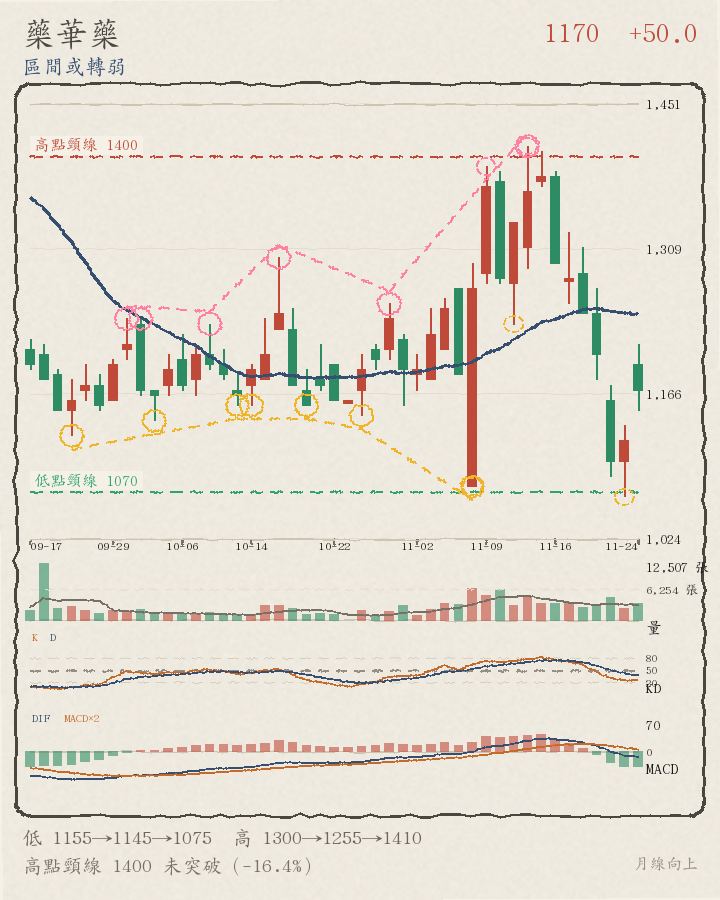 藥華藥
1170 +50.0
區間或轉弱
1,451
高點頸線 1400
1,309
1,166
低點頸線 1070
1,024
09-17 09-29 10-06 10-14 10-22 11-02 11-09 11-16 11-24
12,507 張
6,254 張
量
K D
80
50
20
KD
DIF MACD×2
70
0
MACD
低 1155→1145→1075 高 1300→1255→1410
高點頸線 1400 未突破 (-16.4%)
月線向上